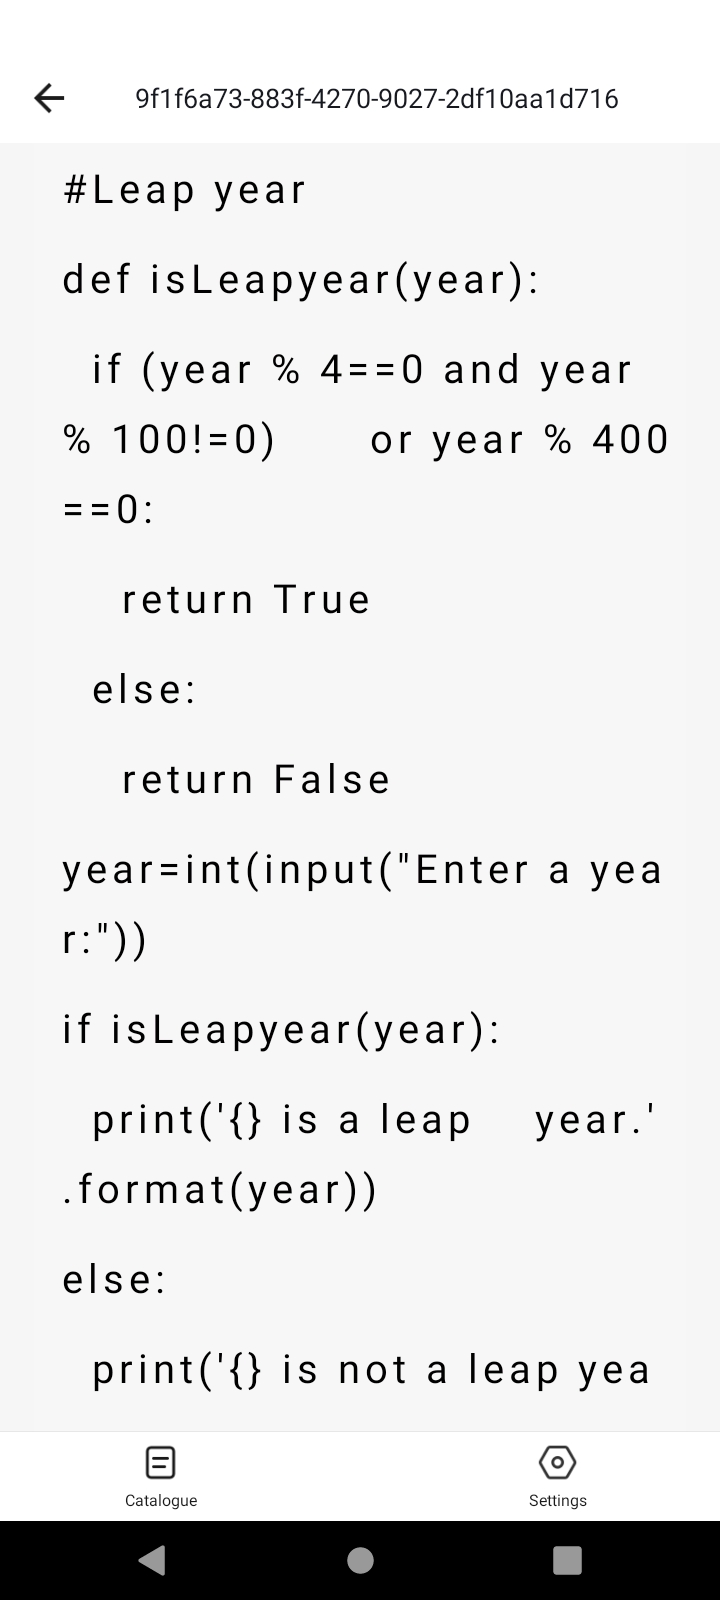 9f1f6a73-883f-4270-9027-2df10aa1d716
#Leap year
def isLeapyear(year):
  if (year % 4==0 and year
% 100!=0)    or year % 400
==0:
    return True
  else:
    return False
year=int(input("Enter a yea
r:"))
if isLeapyear(year):
  print('{} is a leap   year.'
.format(year))
else:
  print('{} is not a leap yea
Catalogue
Settings